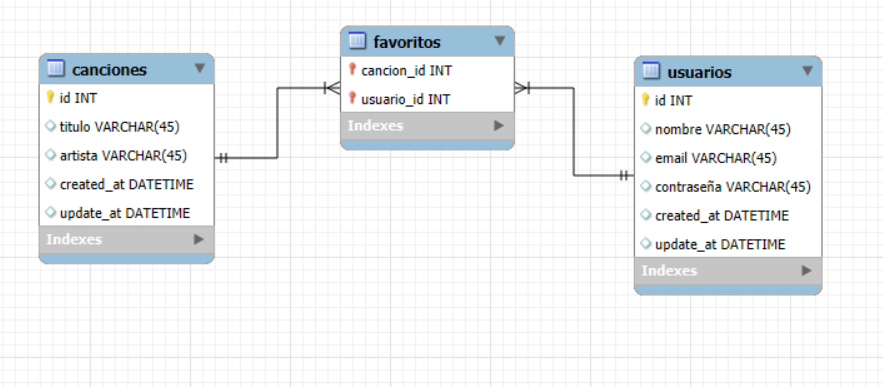 canciones
id INT
titulo VARCHAR(45)
artista VARCHAR(45)
created_at DATETIME
update_at DATETIME
Indexes
favoritos
cancion_id INT
usuario_id INT
Indexes
usuarios
id INT
nombre VARCHAR(45)
email VARCHAR(45)
contraseña VARCHAR(45)
created_at DATETIME
update_at DATETIME
Indexes